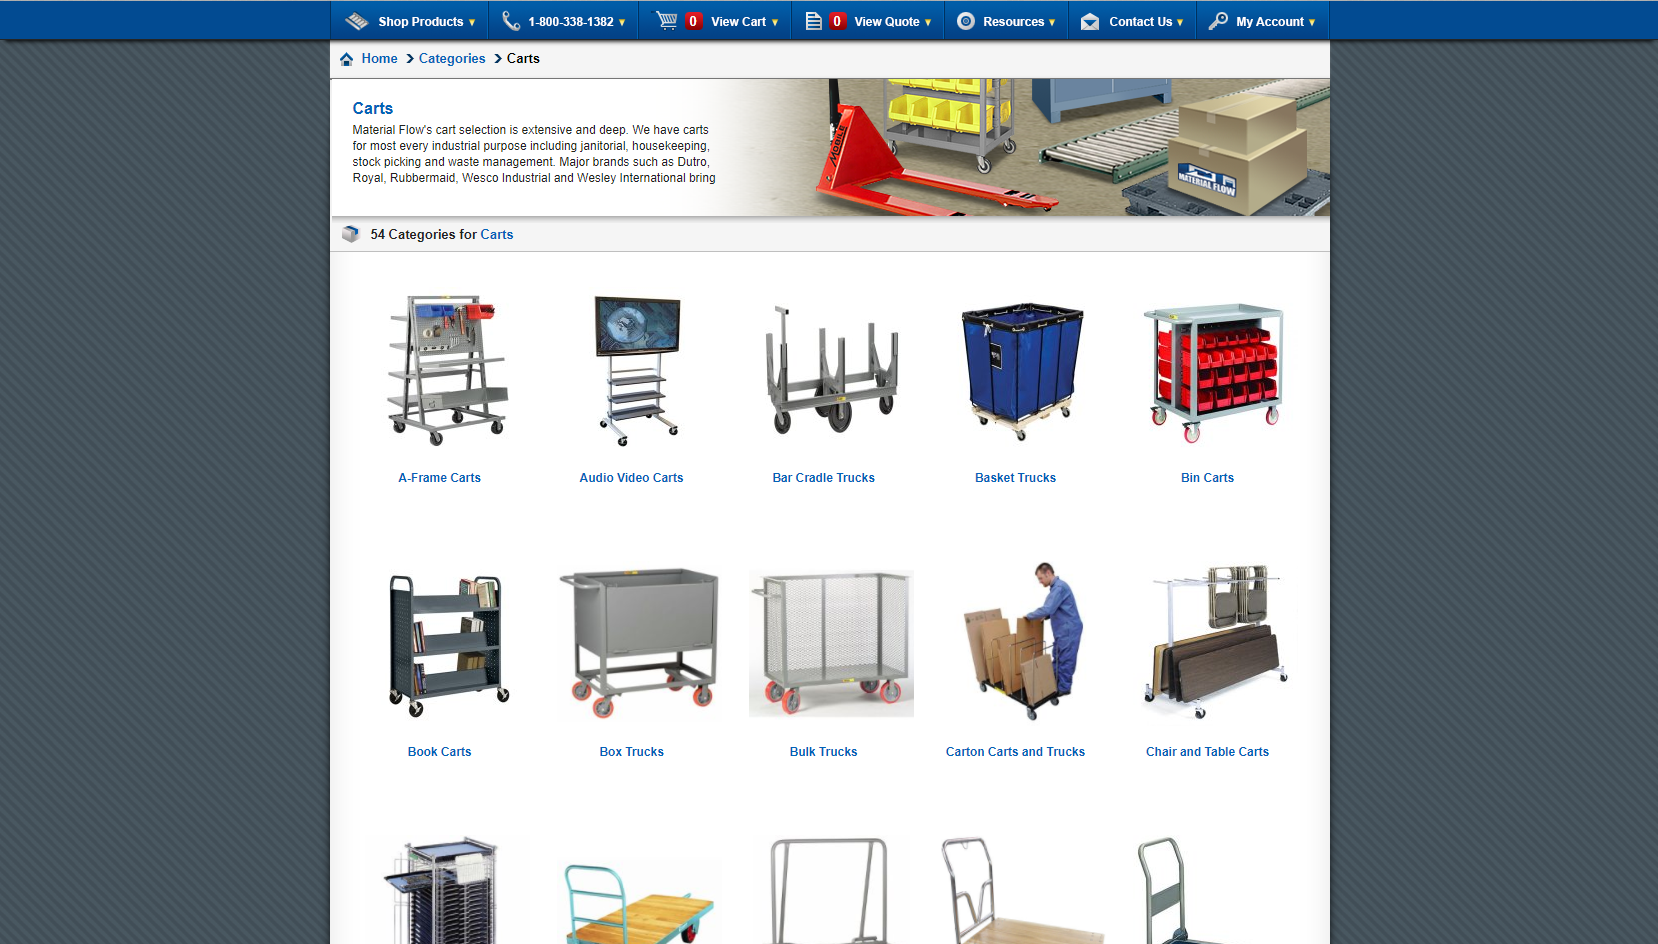 Shop Products ▼
1-800-338-1382 ▼
0 View Cart ▼
0 View Quote ▼
Resources ▼
Contact Us ▼
My Account ▼
Home > Categories > Carts
Carts
Material Flow's cart selection is extensive and deep. We have carts
for most every industrial purpose including janitorial, housekeeping,
stock picking and waste management. Major brands such as Dutro,
Royal, Rubbermaid, Wesco Industrial and Wesley International bring
MOBILE
MATERIAL FLOW
54 Categories for Carts
A-Frame Carts
Audio Video Carts
Bar Cradle Trucks
Basket Trucks
Bin Carts
Book Carts
Box Trucks
Bulk Trucks
Carton Carts and Trucks
Chair and Table Carts